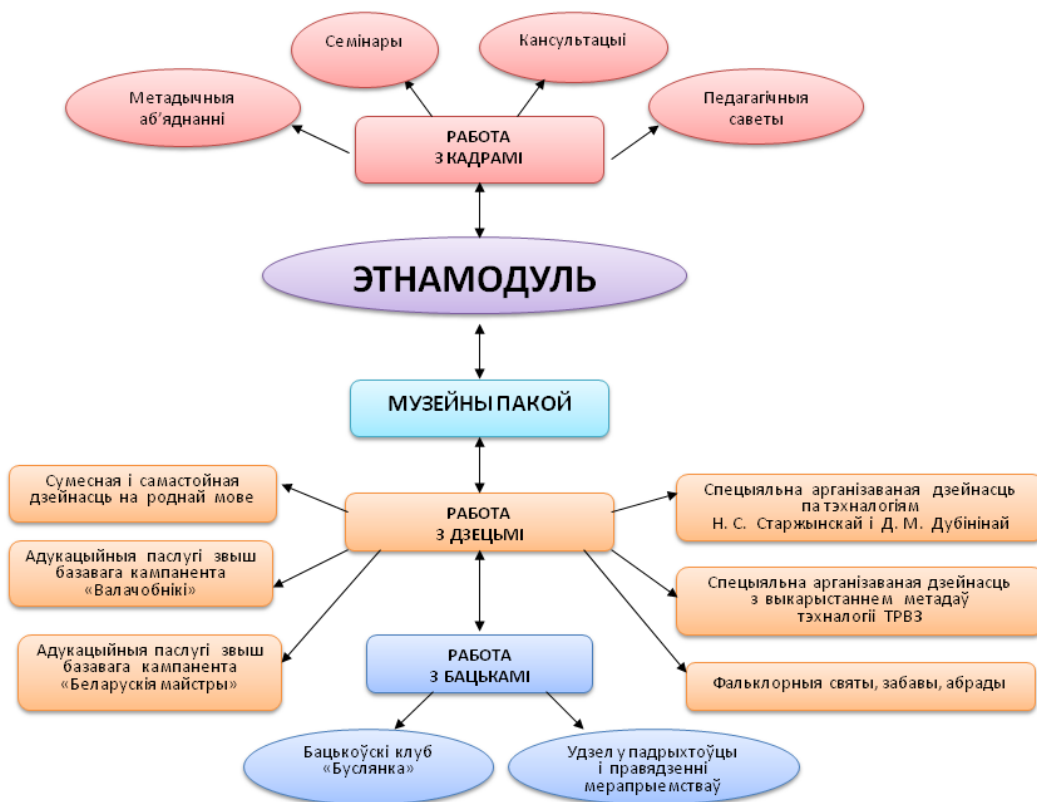 Семінары
Кансультацыі
Метадычныя
аб’яднанні
Педагагічныя
саветы
РАБОТА
З КАДРАМІ
ЭТНАМОДУЛЬ
МУЗЕЙНЫ ПАКОЙ
Сумесная і самастойная
дзейнасць на роднай мове
Спецыяльна арганізаваная дзейнасць
па тэхналогіям
Н. С. Старжынскай і Д. М. Дубінінай
РАБОТА
З ДЗЕЦЬМІ
Адукацыйныя паслугі звыш
базавага кампанента
«Валачобнікі»
Спецыяльна арганізаваная дзейнасць
з выкарыстаннем метадаў
тэхналогіі ТРВЗ
Адукацыйныя паслугі звыш
базавага кампанента
«Беларускія майстры»
РАБОТА
З БАЦЬКАМІ
Фальклорныя святы, забавы, абрады
Бацькоўскі клуб
«Буслянка»
Удзел у падрыхтоўцы
і правядзенні
мерапрыемстваў